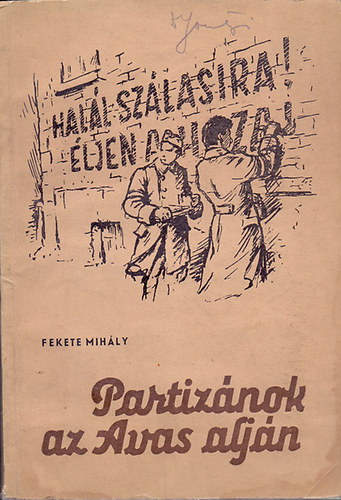 HALÁL SZÁLASIRA!
ÉLJEN A HAZA!
FEKETE MIHÁLY
Partizánok
az Avas alján